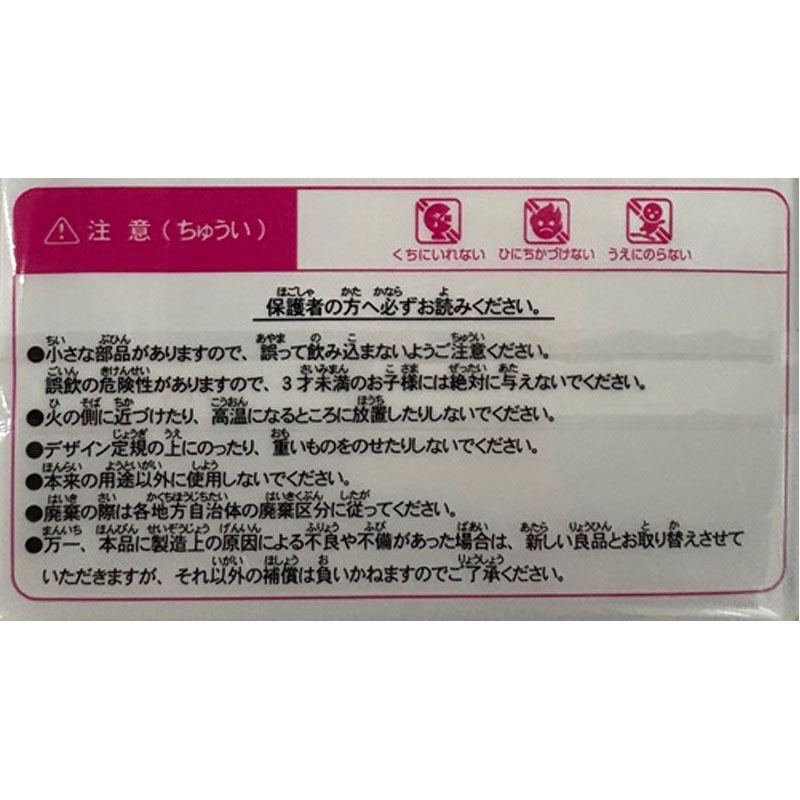 注意(ちゅうい)
くちにいれない ひにちかづけない うえにのらない
保護者の方へ必ずお読みください。
●小さな部品がありますので、誤って飲み込まないようご注意ください。
誤飲の危険性がありますので、3才未満のお子様には絶対に与えないでください。
●火の側に近づけたり、高温になるところに放置したりしないでください。
●デザイン定規の上にのったり、重いものをのせたりしないでください。
●本来の用途以外に使用しないでください。
●廃棄の際は各地方自治体の廃棄区分に従ってください。
●万一、本品に製造上の原因による不良や不備があった場合は、新しい良品とお取り替えさせて
いただきますが、それ以外の補償は負いかねますのでご了承ください。